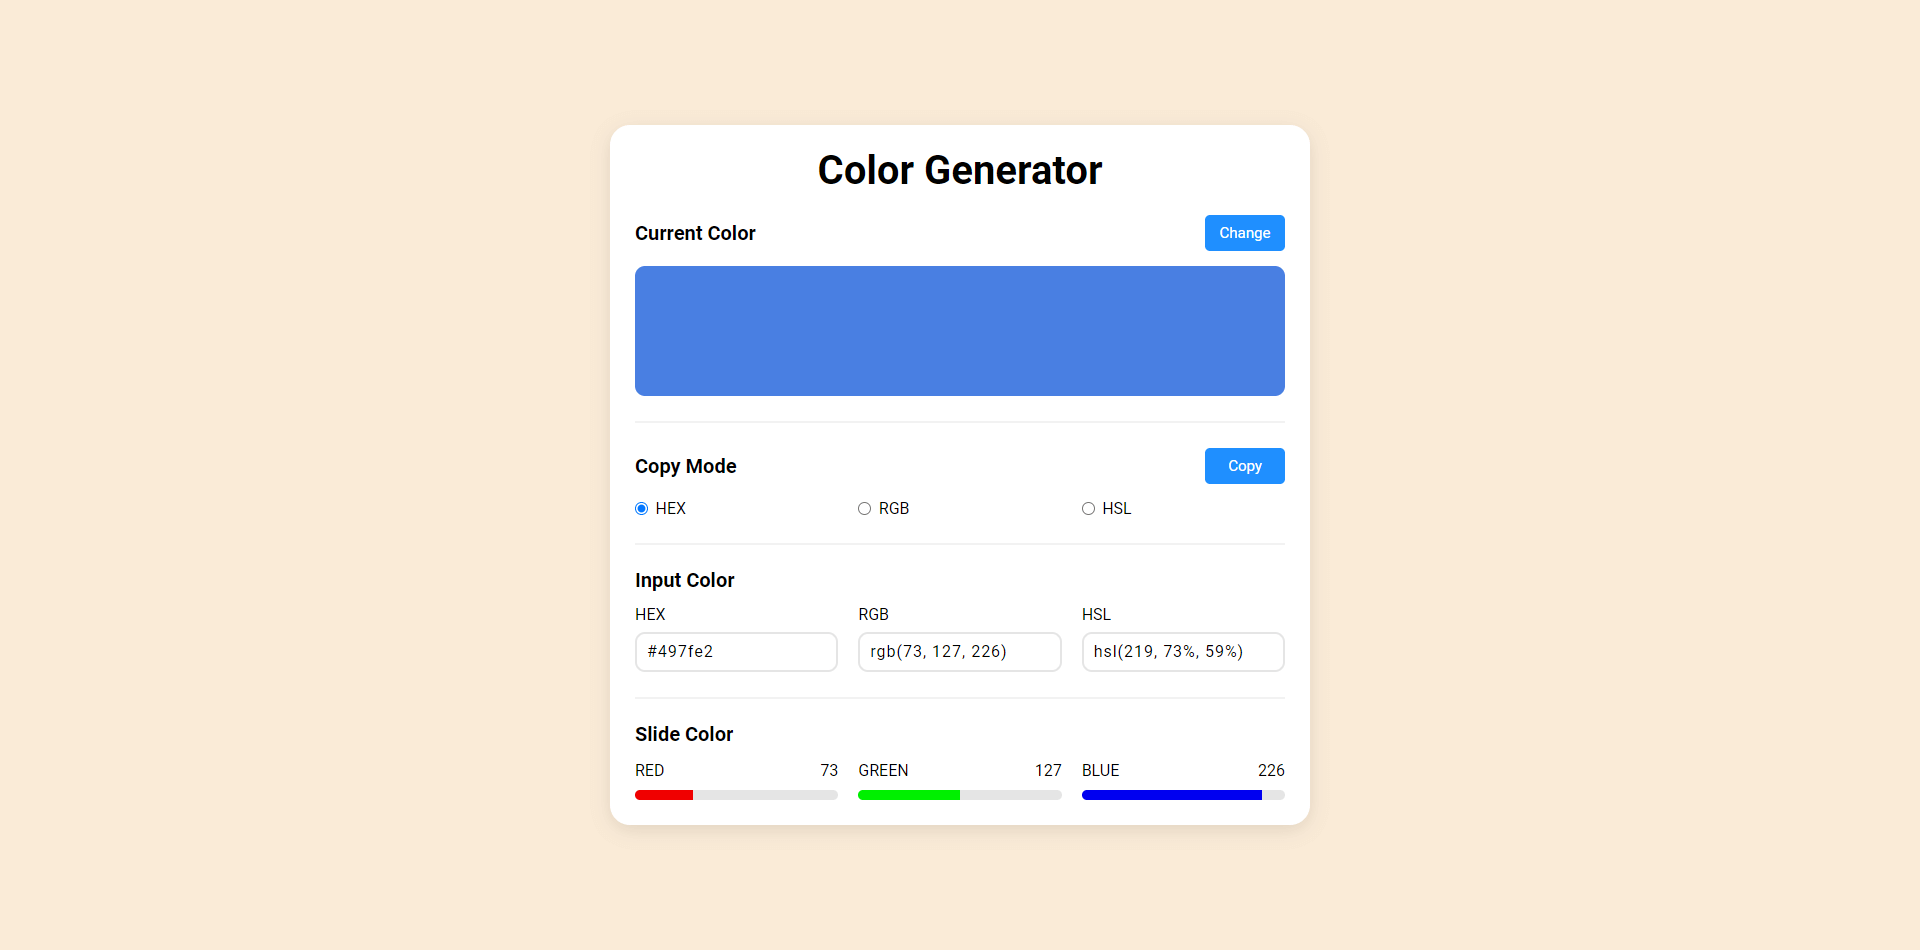 Color Generator
Current Color Change
Copy Mode Copy
HEX RGB HSL
Input Color
HEX RGB HSL
#497fe2 rgb(73, 127, 226) hsl(219, 73%, 59%)
Slide Color
RED 73 GREEN 127 BLUE 226